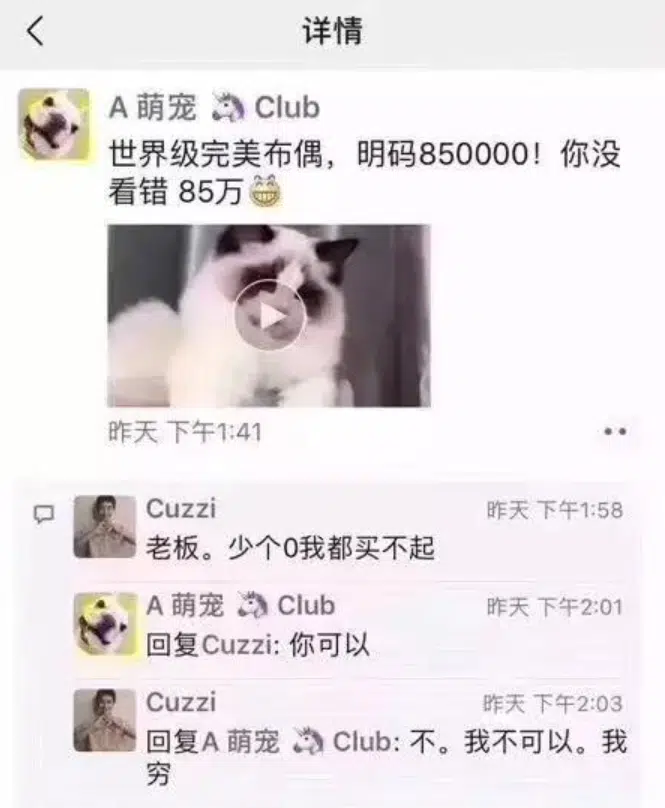 详情
A 萌宠 🦄 Club
世界级完美布偶，明码850000！你没
看错 85万😁
昨天 下午1:41
Cuzzi
昨天 下午1:58
老板。少个0我都买不起
A 萌宠 🦄 Club
昨天 下午2:01
回复Cuzzi: 你可以
Cuzzi
昨天 下午2:03
回复A 萌宠 🦄 Club: 不。我不可以。我
穷